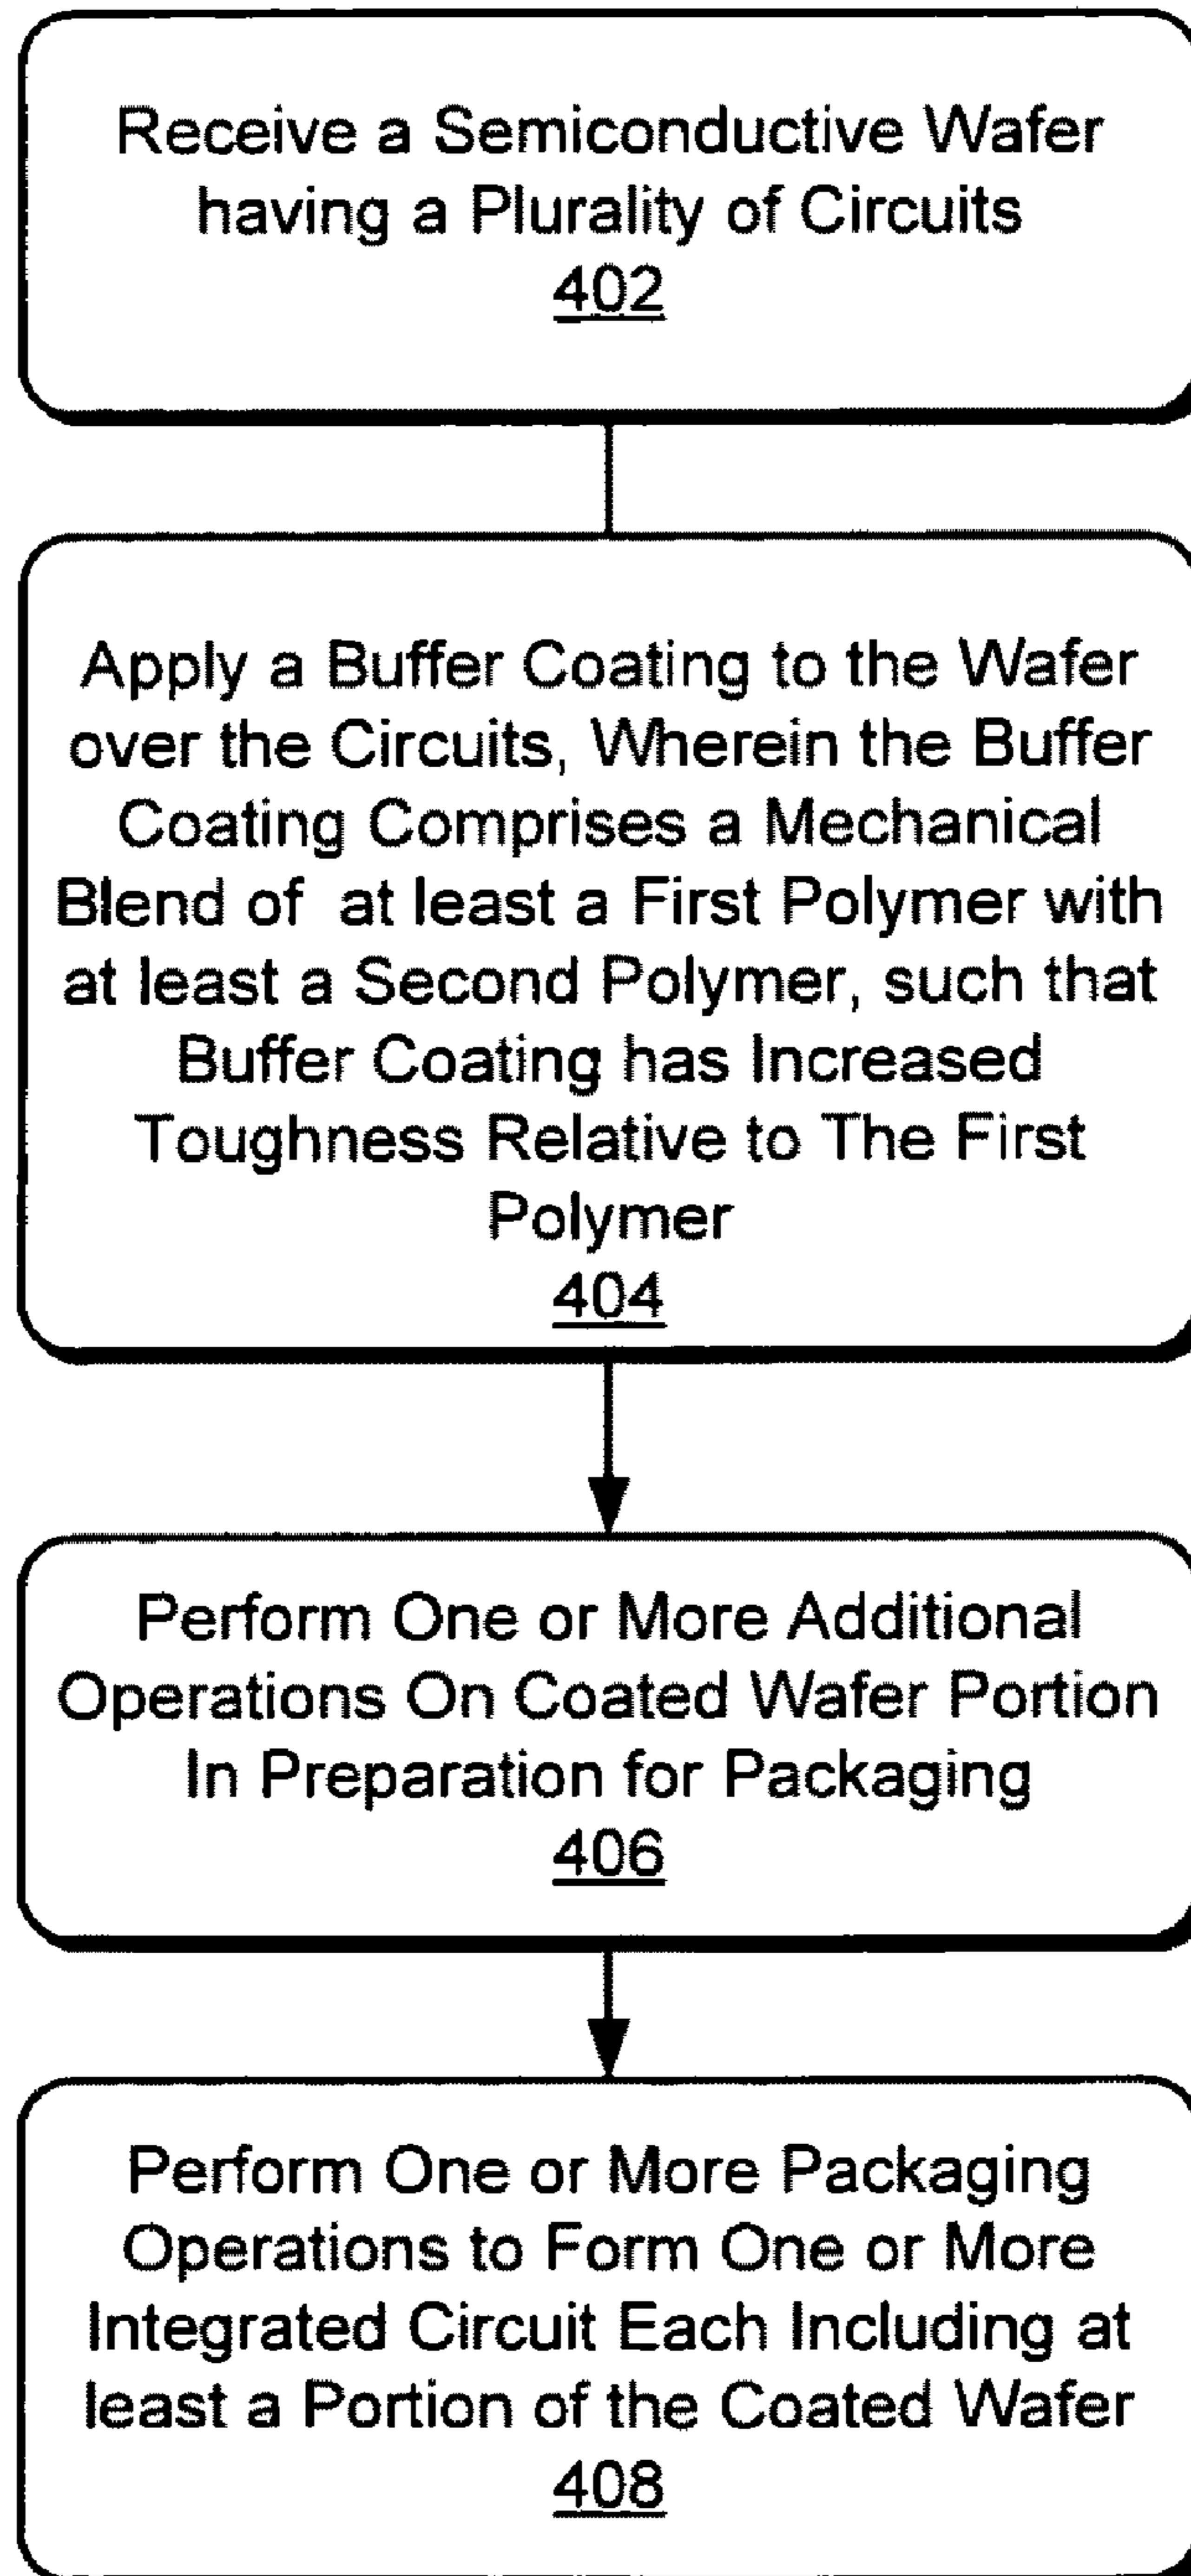 Receive a Semiconductive Wafer
having a Plurality of Circuits
402
Apply a Buffer Coating to the Wafer
over the Circuits, Wherein the Buffer
Coating Comprises a Mechanical
Blend of at least a First Polymer with
at least a Second Polymer, such that
Buffer Coating has Increased
Toughness Relative to The First
Polymer
404
Perform One or More Additional
Operations On Coated Wafer Portion
In Preparation for Packaging
406
Perform One or More Packaging
Operations to Form One or More
Integrated Circuit Each Including at
least a Portion of the Coated Wafer
408